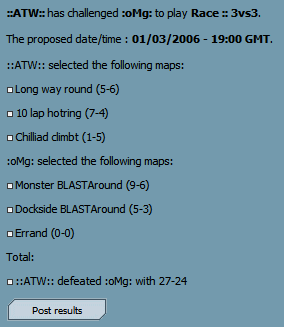 ::ATW:: has challenged :oMg: to play Race :: 3vs3.
The proposed date/time : 01/03/2006 - 19:00 GMT.
::ATW:: selected the following maps:
Long way round (5-6)
10 lap hotring (7-4)
Chilliad climbt (1-5)
:oMg: selected the following maps:
Monster BLASTAround (9-6)
Dockside BLASTAround (5-3)
Errand (0-0)
Total:
::ATW:: defeated :oMg: with 27-24
Post results